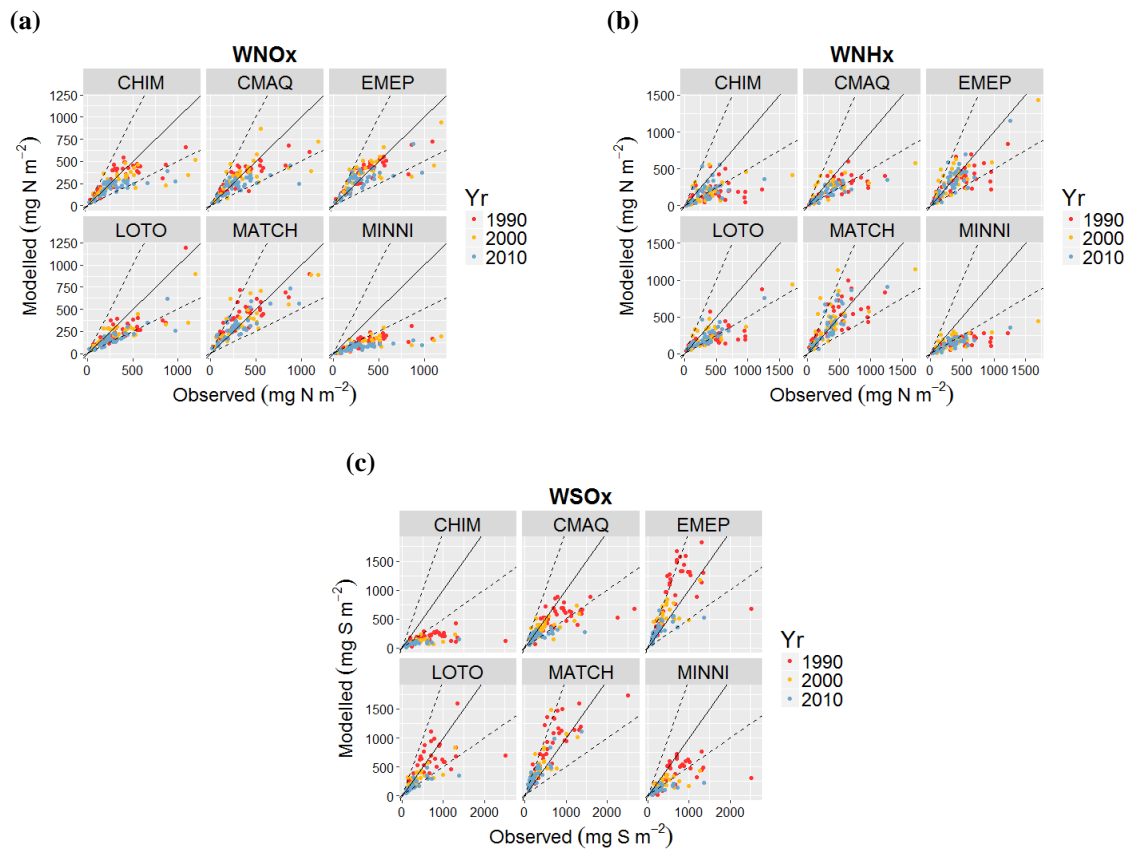 (a)
WNOx
CHIM CMAQ EMEP
1250
1000
750
500
250
0
LOTO MATCH MINNI
1250
1000
750
500
250
0
0 500 1000 0 500 1000 0 500 1000
Modelled (mg N m−2)
Observed (mg N m−2)
Yr
1990
2000
2010
(b)
WNHx
CHIM CMAQ EMEP
1500
1000
500
0
LOTO MATCH MINNI
1500
1000
500
0
0 500 1000 1500 0 500 1000 1500 0 500 1000 1500
Modelled (mg N m−2)
Observed (mg N m−2)
Yr
1990
2000
2010
(c)
WSOx
CHIM CMAQ EMEP
1500
1000
500
0
LOTO MATCH MINNI
1500
1000
500
0
0 1000 2000 0 1000 2000 0 1000 2000
Modelled (mg S m−2)
Observed (mg S m−2)
Yr
1990
2000
2010